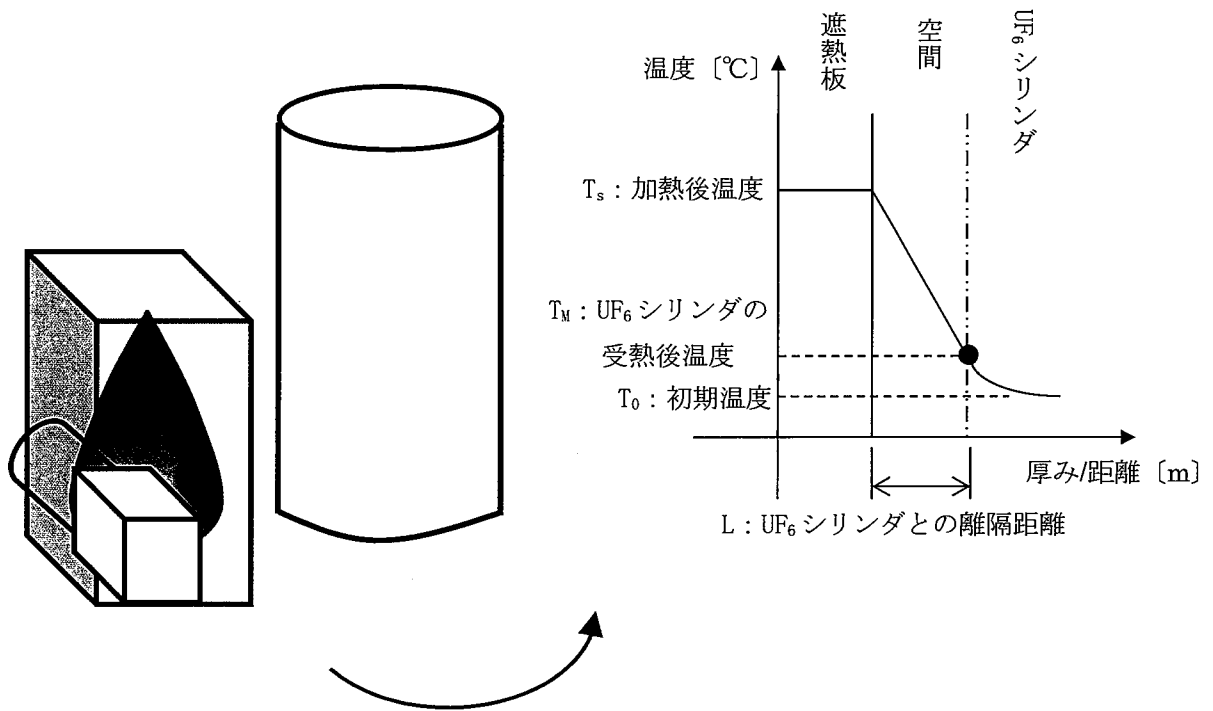 温度〔℃〕
遮熱板
空間
UF₆シリンダ
Tₛ：加熱後温度
T_M：UF₆シリンダの
受熱後温度
T₀：初期温度
厚み/距離〔m〕
L：UF₆シリンダとの離隔距離